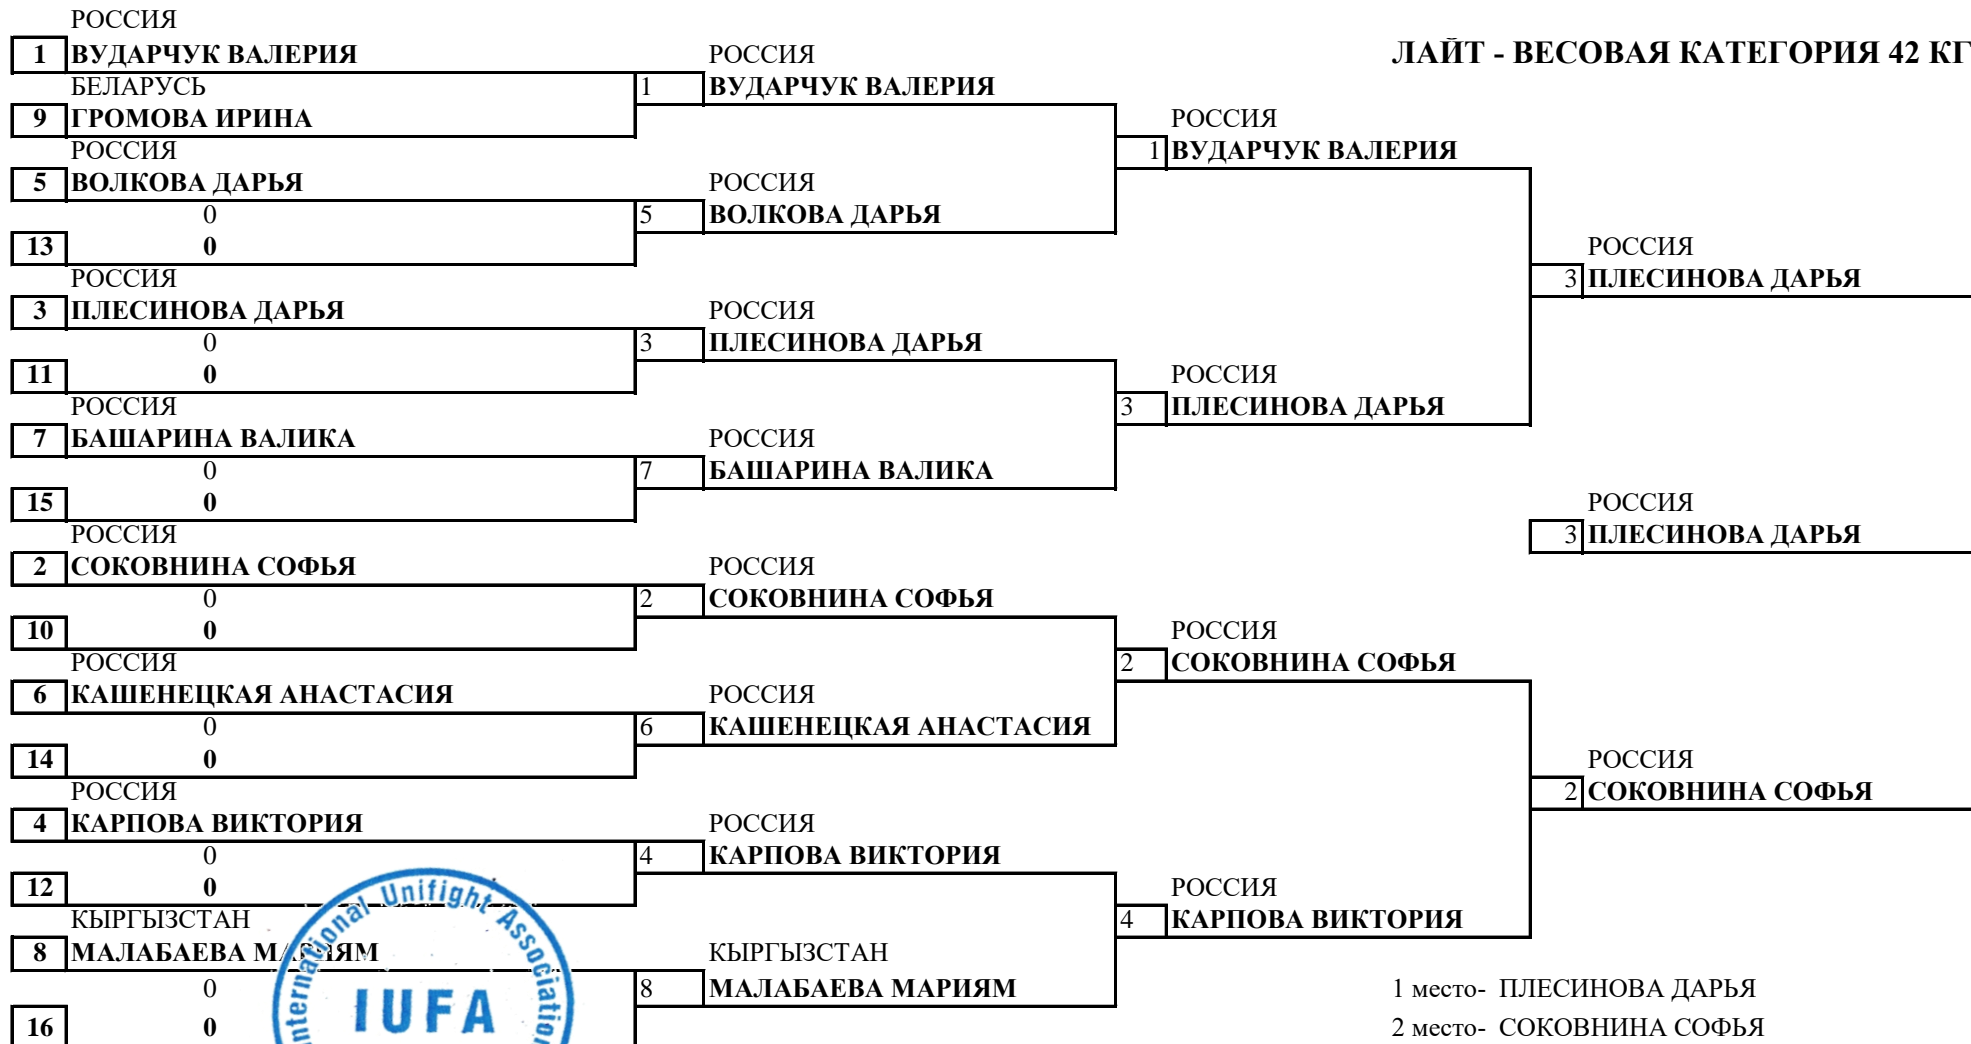 ЛАЙТ - ВЕСОВАЯ КАТЕГОРИЯ 42 КГ
РОССИЯ
1 ВУДАРЧУК ВАЛЕРИЯ
БЕЛАРУСЬ
9 ГРОМОВА ИРИНА
РОССИЯ
5 ВОЛКОВА ДАРЬЯ
0
13 0
РОССИЯ
3 ПЛЕСИНОВА ДАРЬЯ
0
11 0
РОССИЯ
7 БАШАРИНА ВАЛИКА
0
15 0
РОССИЯ
2 СОКОВНИНА СОФЬЯ
0
10 0
РОССИЯ
6 КАШЕНЕЦКАЯ АНАСТАСИЯ
0
14 0
РОССИЯ
4 КАРПОВА ВИКТОРИЯ
0
12 0
КЫРГЫЗСТАН
8 МАЛАБАЕВА МАРИЯМ
0
16 0
РОССИЯ
1 ВУДАРЧУК ВАЛЕРИЯ
РОССИЯ
5 ВОЛКОВА ДАРЬЯ
РОССИЯ
3 ПЛЕСИНОВА ДАРЬЯ
РОССИЯ
7 БАШАРИНА ВАЛИКА
РОССИЯ
2 СОКОВНИНА СОФЬЯ
РОССИЯ
6 КАШЕНЕЦКАЯ АНАСТАСИЯ
РОССИЯ
4 КАРПОВА ВИКТОРИЯ
КЫРГЫЗСТАН
8 МАЛАБАЕВА МАРИЯМ
РОССИЯ
1 ВУДАРЧУК ВАЛЕРИЯ
РОССИЯ
3 ПЛЕСИНОВА ДАРЬЯ
РОССИЯ
2 СОКОВНИНА СОФЬЯ
РОССИЯ
4 КАРПОВА ВИКТОРИЯ
РОССИЯ
3 ПЛЕСИНОВА ДАРЬЯ
РОССИЯ
3 ПЛЕСИНОВА ДАРЬЯ
РОССИЯ
2 СОКОВНИНА СОФЬЯ
1 место- ПЛЕСИНОВА ДАРЬЯ
2 место- СОКОВНИНА СОФЬЯ
International Unifight Association
IUFA